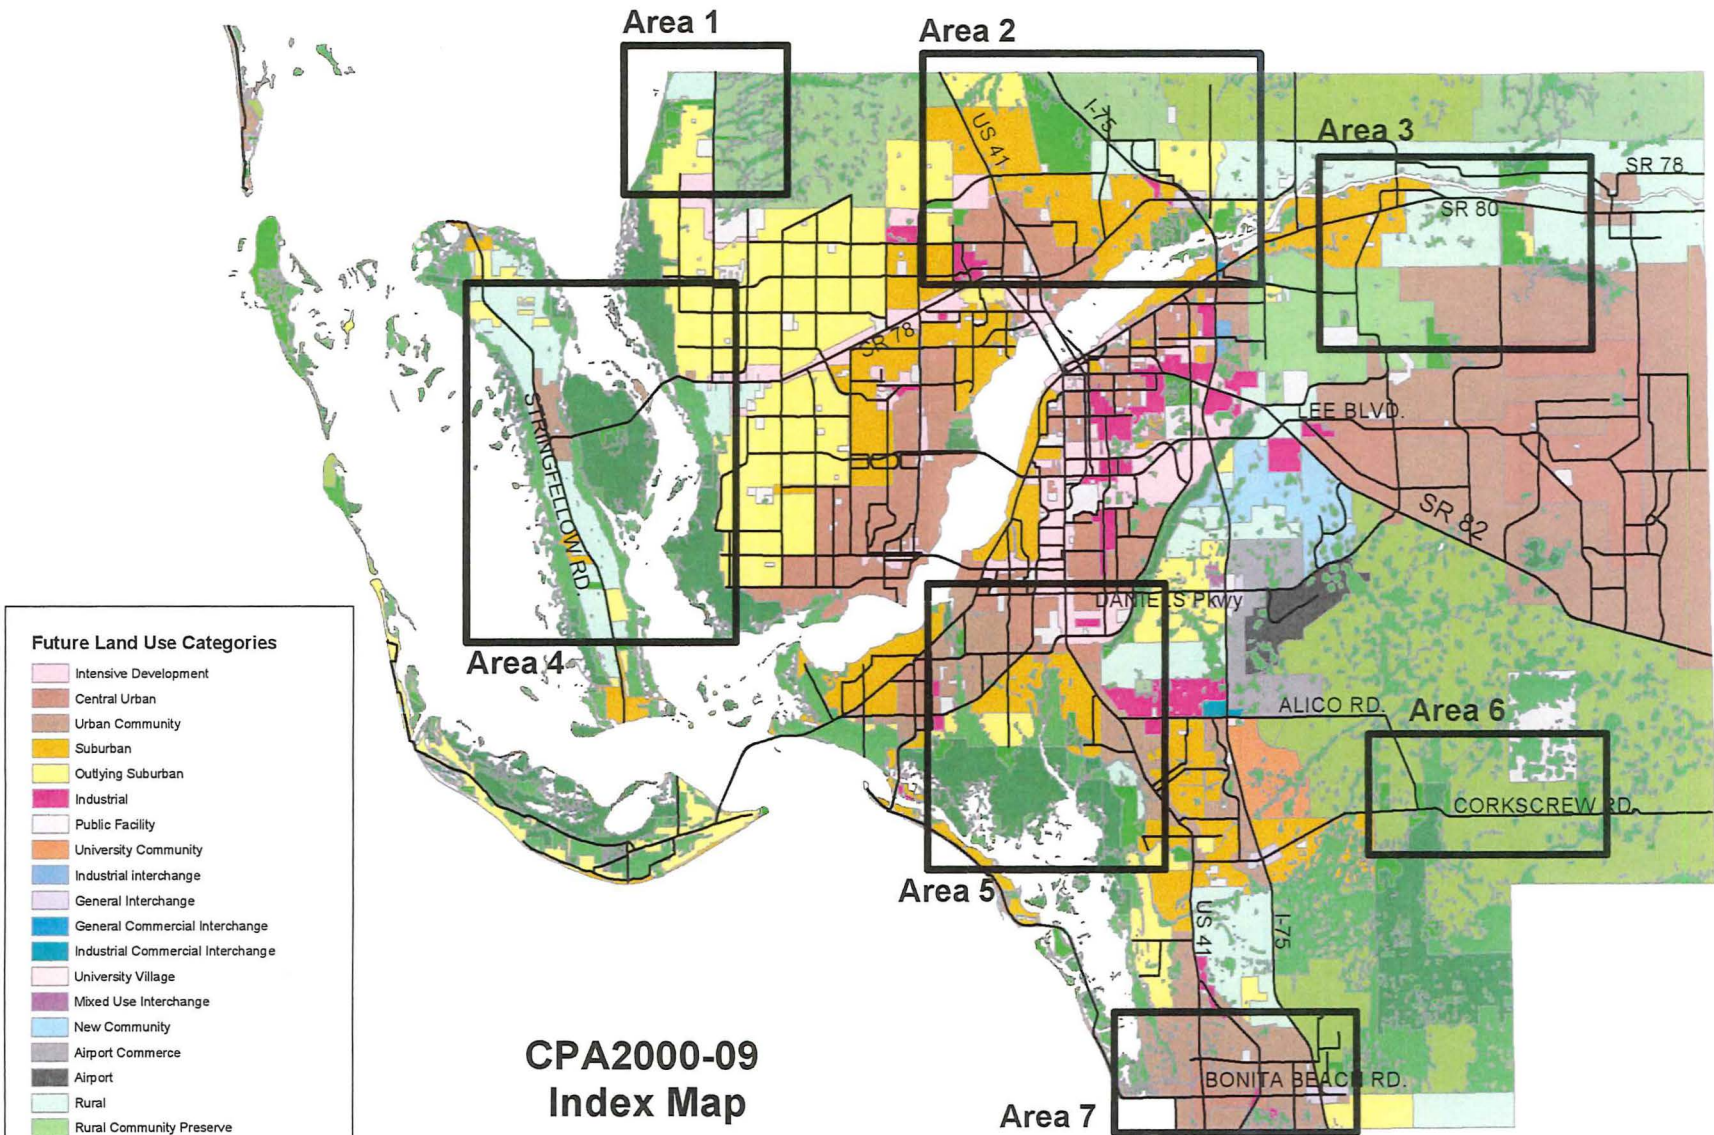 Area 1
Area 2
Area 3
US 41
I-75
SR 78
SR 80
SR 78
LEE BLVD.
STRINGFELLOW RD.
SR 82
DANIELS Pkwy
Area 4
ALICO RD.
Area 6
CORKSCREW RD.
Area 5
US 41
I-75
BONITA BEACH RD.
Area 7
CPA2000-09
Index Map
Future Land Use Categories
Intensive Development
Central Urban
Urban Community
Suburban
Outlying Suburban
Industrial
Public Facility
University Community
Industrial interchange
General Interchange
General Commercial Interchange
Industrial Commercial Interchange
University Village
Mixed Use Interchange
New Community
Airport Commerce
Airport
Rural
Rural Community Preserve